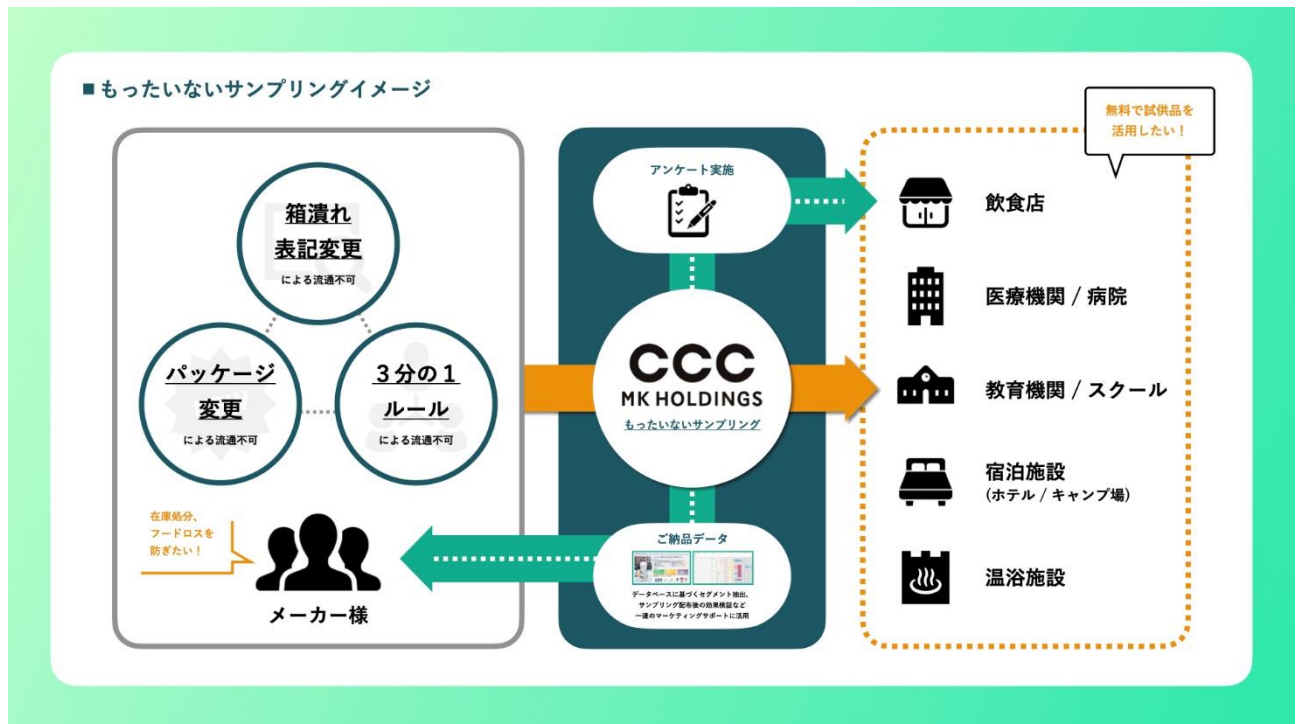 ■もったいないサンプリングイメージ
箱潰れ
表記変更
による流通不可
パッケージ
変更
による流通不可
３分の１
ルール
による流通不可
在庫処分、
フードロスを
防ぎたい！
メーカー様
アンケート実施
CCC
MK HOLDINGS
もったいないサンプリング
ご納品データ
データベースに基づくセグメント抽出、
サンプリング配布後の効果検証など
一連のマーケティングサポートに活用
無料で試供品を
活用したい！
飲食店
医療機関 / 病院
教育機関 / スクール
宿泊施設
(ホテル / キャンプ場)
温浴施設